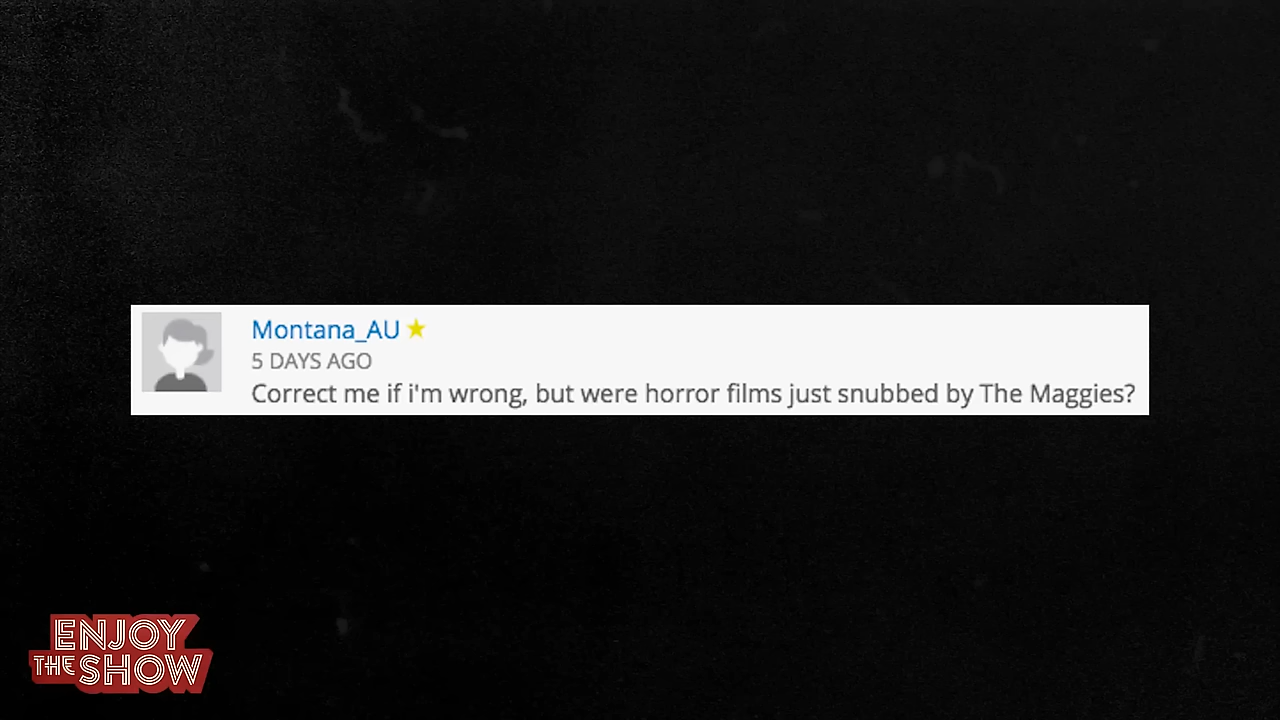 Montana_AU
5 DAYS AGO
Correct me if i'm wrong, but were horror films just snubbed by The Maggies?
ENJOY
THE SHOW